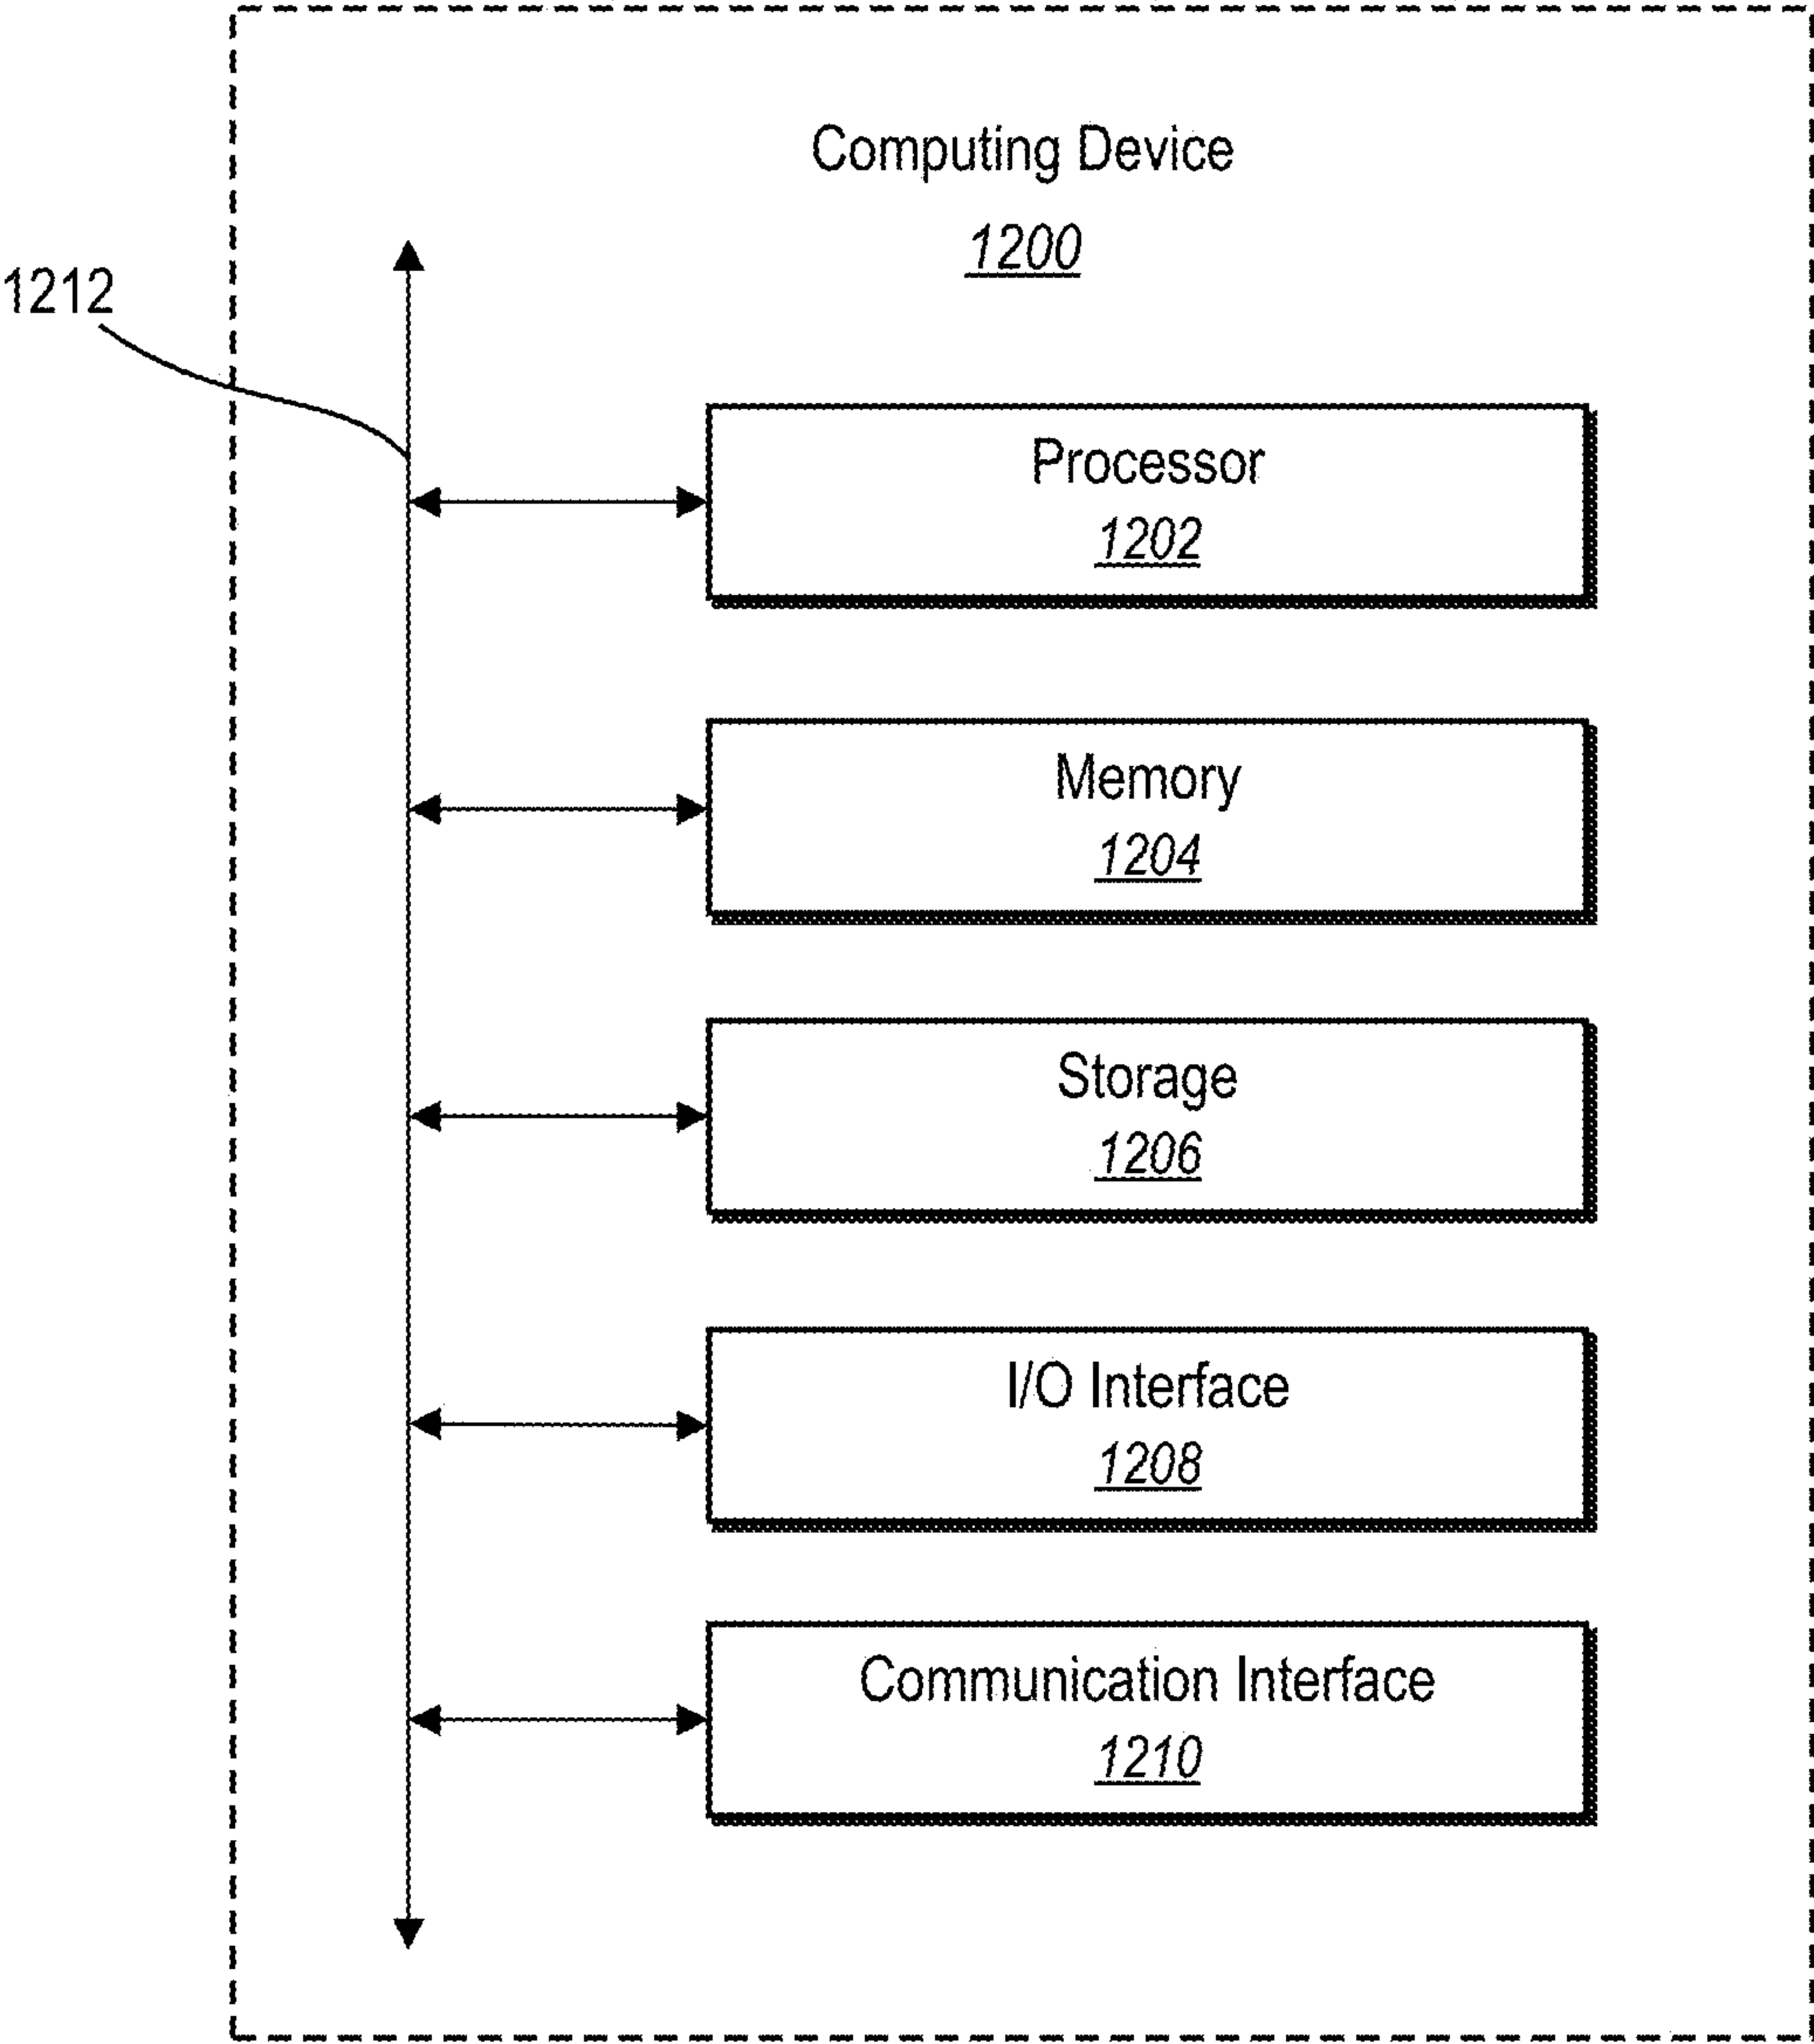 Computing Device
1200
1212
Processor
1202
Memory
1204
Storage
1206
I/O Interface
1208
Communication Interface
1210